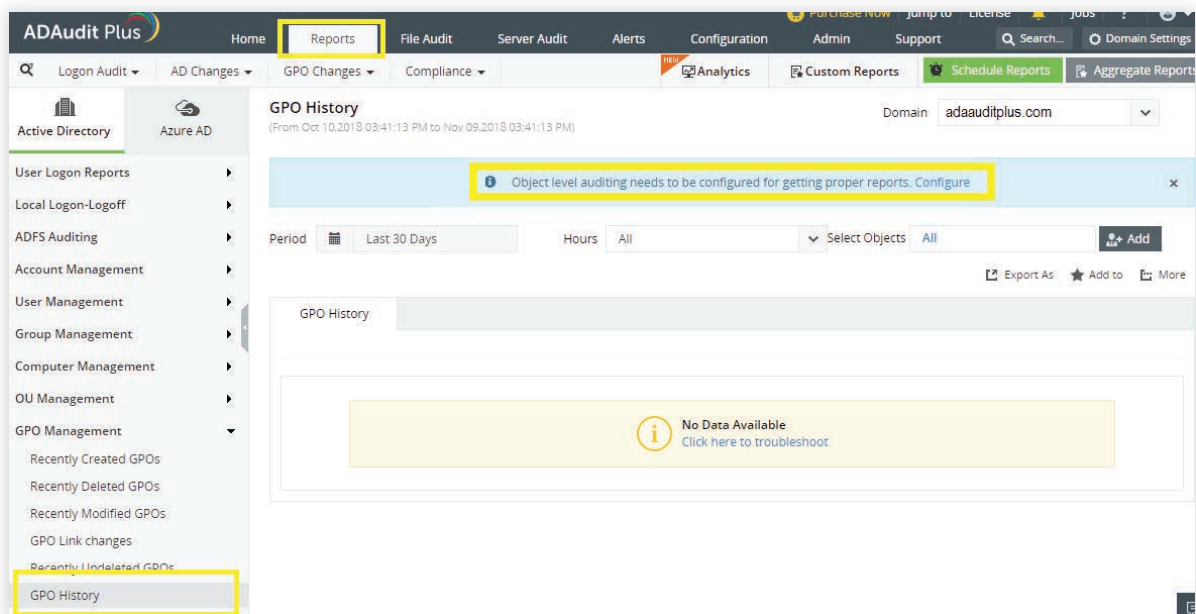 Purchase Now Jump to License Jobs ?
ADAudit Plus
Home Reports File Audit Server Audit Alerts Configuration Admin Support Search... Domain Settings
Logon Audit AD Changes GPO Changes Compliance NEW Analytics Custom Reports Schedule Reports Aggregate Reports
Active Directory Azure AD
GPO History
(From Oct 10,2018 03:41:13 PM to Nov 09,2018 03:41:13 PM)
Domain adaauditplus.com
User Logon Reports
Local Logon-Logoff
ADFS Auditing
Account Management
User Management
Group Management
Computer Management
OU Management
GPO Management
Recently Created GPOs
Recently Deleted GPOs
Recently Modified GPOs
GPO Link changes
Recently Undeleted GPOs
GPO History
Object level auditing needs to be configured for getting proper reports. Configure
Period Last 30 Days Hours All Select Objects All Add
Export As Add to More
GPO History
No Data Available
Click here to troubleshoot